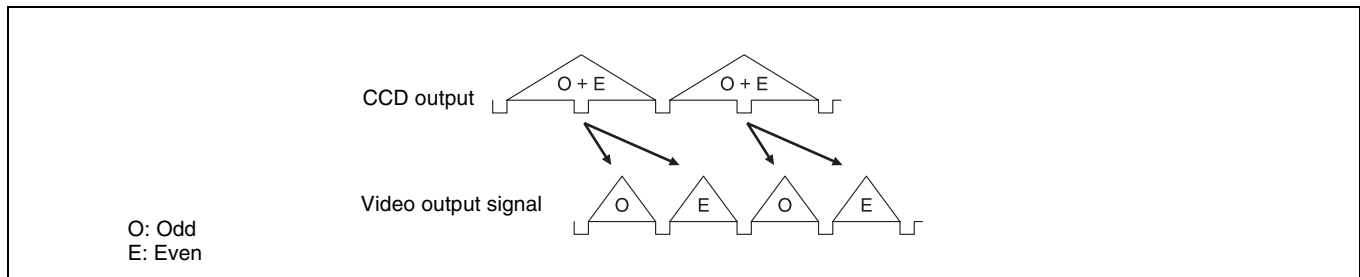 O + E O + E
CCD output
O E O E
Video output signal
O: Odd
E: Even